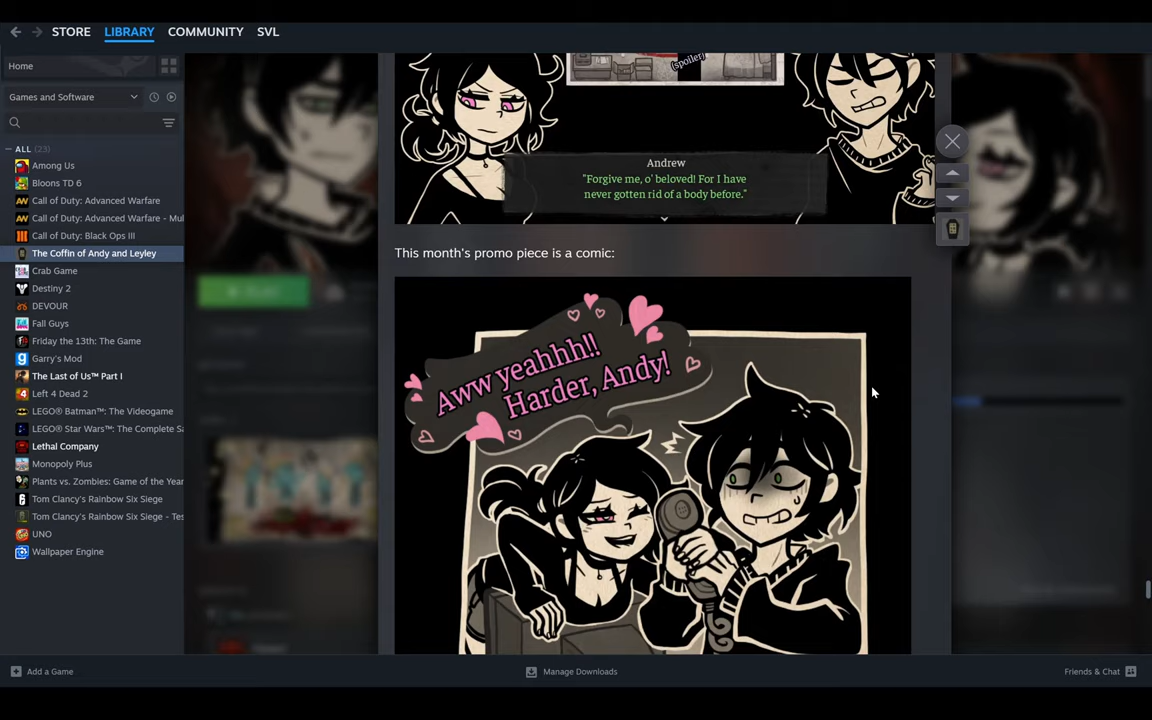 STORE LIBRARY COMMUNITY SVL
Home
Games and Software
ALL (23)
Among Us
Bloons TD 6
Call of Duty: Advanced Warfare
Call of Duty: Advanced Warfare - Mul
Call of Duty: Black Ops III
The Coffin of Andy and Leyley
Crab Game
Destiny 2
DEVOUR
Fall Guys
Friday the 13th: The Game
Garry's Mod
The Last of Us™ Part I
Left 4 Dead 2
LEGO® Batman™: The Videogame
LEGO® Star Wars™: The Complete Sa
Lethal Company
Monopoly Plus
Plants vs. Zombies: Game of the Year
Tom Clancy's Rainbow Six Siege
Tom Clancy's Rainbow Six Siege - Tes
UNO
Wallpaper Engine
(spoiler)
Andrew
"Forgive me, o' beloved! For I have
never gotten rid of a body before."
This month's promo piece is a comic:
Aww yeahhh!!
Harder, Andy!
Add a Game
Manage Downloads
Friends & Chat